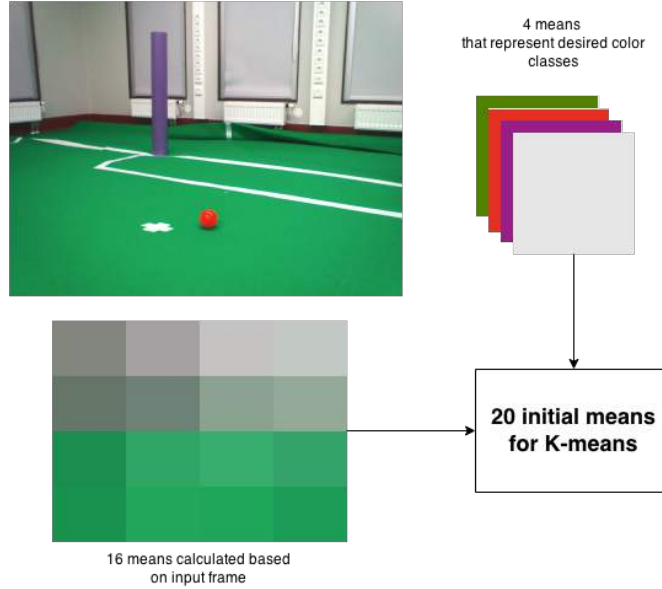 4 means
that represent desired color
classes
20 initial means
for K-means
16 means calculated based
on input frame